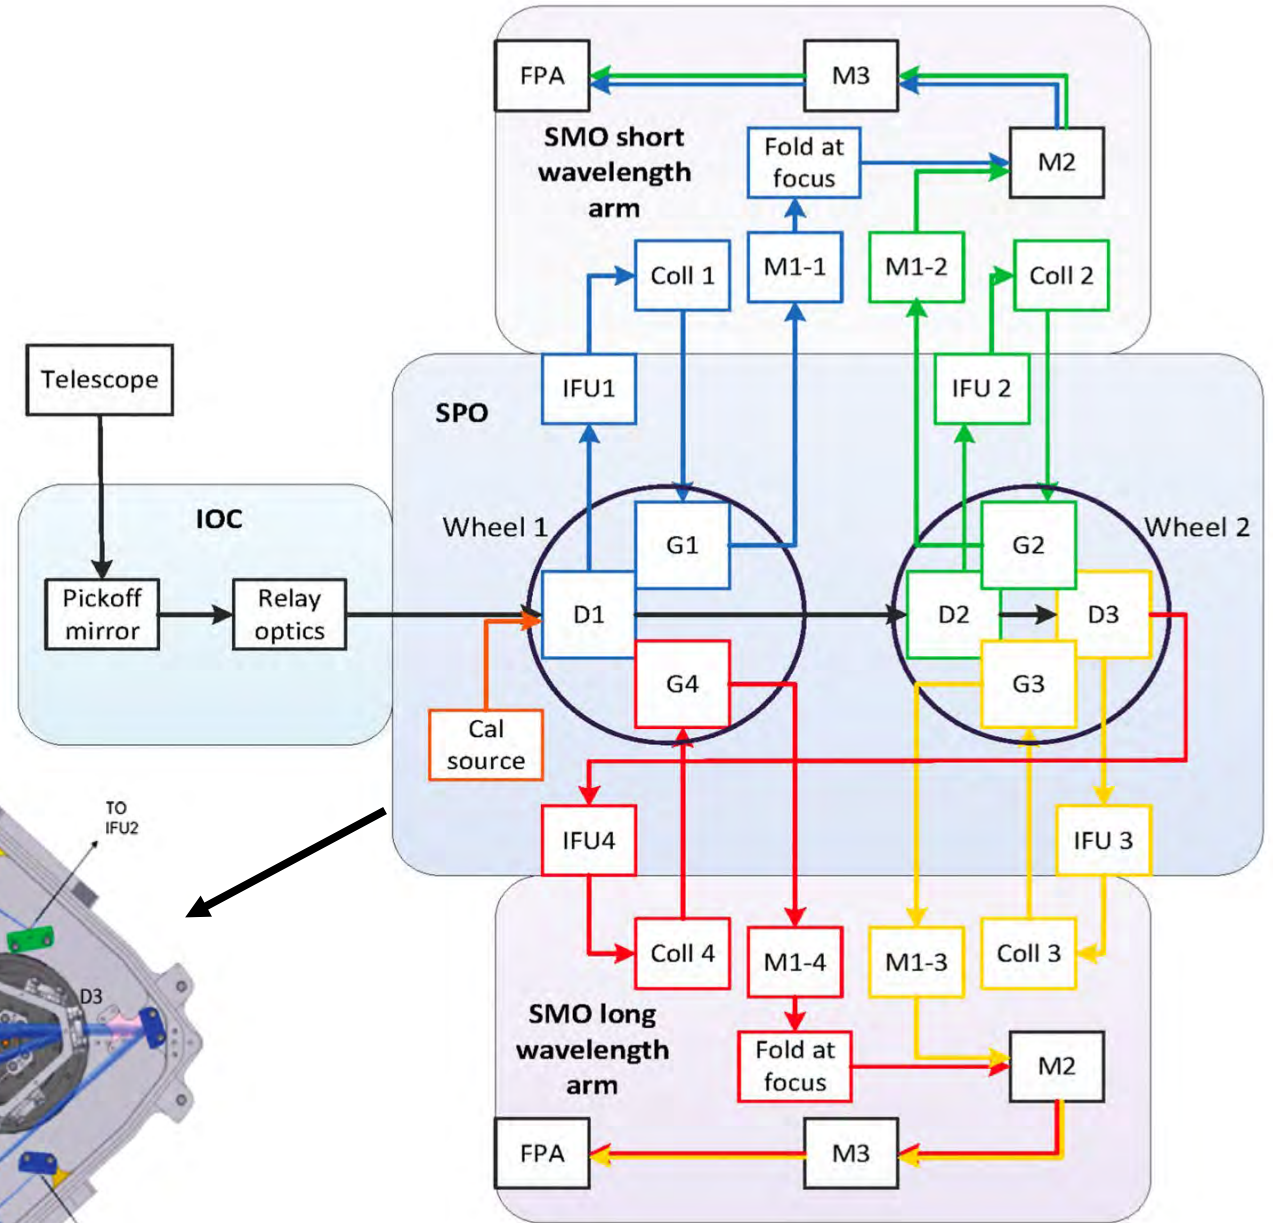 FPA
M3
SMO short
wavelength
arm
Fold at
focus
M2
Coll 1
M1-1
M1-2
Coll 2
Telescope
IFU1
IFU 2
SPO
IOC
Wheel 1
G1
G2
Wheel 2
Pickoff
mirror
Relay
optics
D1
D2
D3
G4
G3
Cal
source
TO
IFU2
IFU4
IFU 3
D3
Coll 4
M1-4
M1-3
Coll 3
SMO long
wavelength
arm
Fold at
focus
M2
FPA
M3